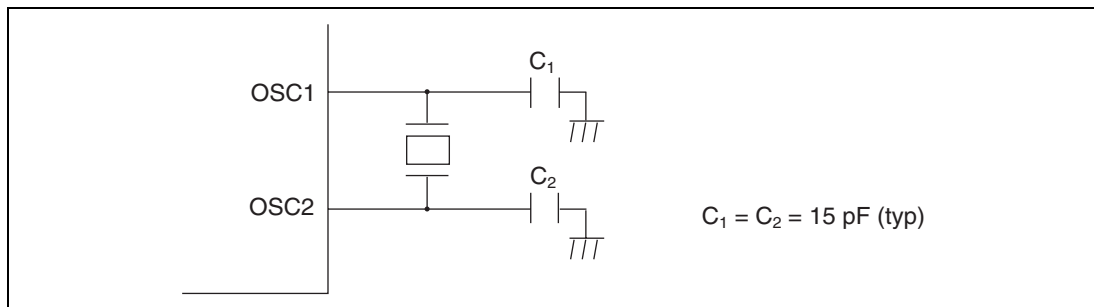 C₁
OSC1
C₂
OSC2
C₁ = C₂ = 15 pF (typ)